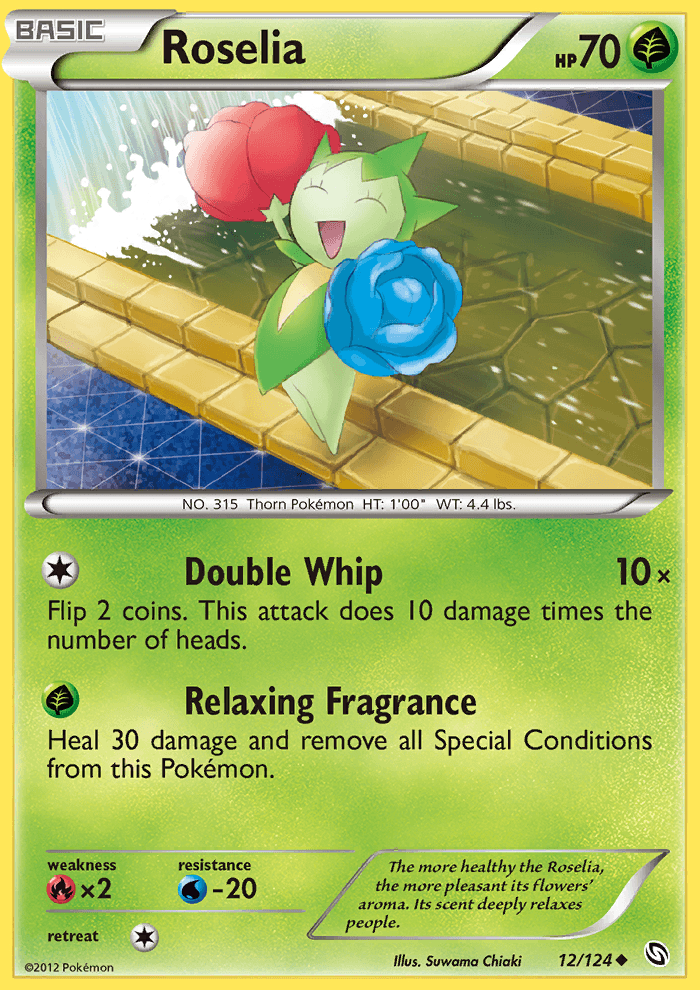 BASIC
Roselia
HP70
NO. 315 Thorn Pokémon HT: 1'00" WT: 4.4 lbs.
Double Whip 10×
Flip 2 coins. This attack does 10 damage times the
number of heads.
Relaxing Fragrance
Heal 30 damage and remove all Special Conditions
from this Pokémon.
weakness resistance
×2 -20
retreat
The more healthy the Roselia,
the more pleasant its flowers'
aroma. Its scent deeply relaxes
people.
©2012 Pokémon
Illus. Suwama Chiaki
12/124